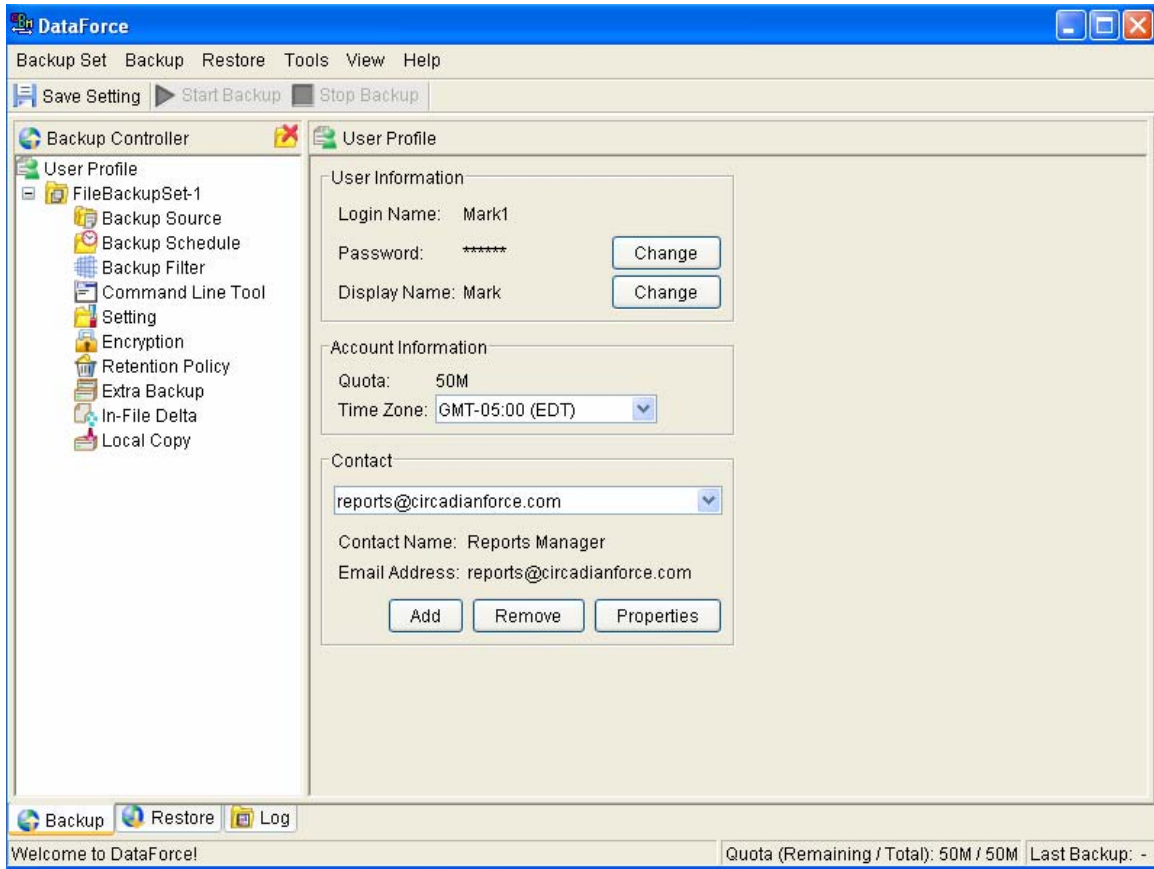 DataForce
Backup Set Backup Restore Tools View Help
Save Setting Start Backup Stop Backup
Backup Controller
User Profile
FileBackupSet-1
Backup Source
Backup Schedule
Backup Filter
Command Line Tool
Setting
Encryption
Retention Policy
Extra Backup
In-File Delta
Local Copy
User Profile
User Information
Login Name: Mark1
Password: ****** Change
Display Name: Mark Change
Account Information
Quota: 50M
Time Zone: GMT-05:00 (EDT)
Contact
reports@circadianforce.com
Contact Name: Reports Manager
Email Address: reports@circadianforce.com
Add Remove Properties
Backup Restore Log
Welcome to DataForce! Quota (Remaining / Total): 50M / 50M Last Backup: -